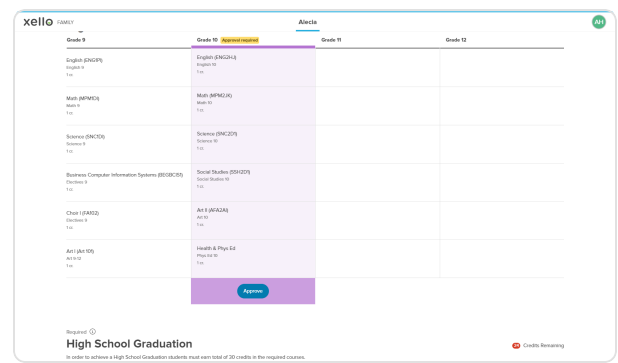 xello FAMILY
Alecia
AH
Grade 9
Grade 10 Approval required
Grade 11
Grade 12
English (ENG1P1)
English 9
1 cr.
English (ENG2HJ)
English 10
1 cr.
Math (MPM1D1)
Math 9
1 cr.
Math (MPM2JX)
Math 10
1 cr.
Science (SNC1D1)
Science 9
1 cr.
Science (SNC2D1)
Science 10
1 cr.
Business Computer Information Systems (BEGBCIS1)
Electives 9
1 cr.
Social Studies (SSH2D1)
Social Studies 10
1 cr.
Choir I (FA102)
Electives 9
1 cr.
Art II (AFA2AI)
Art 10
1 cr.
Art I (Art 101)
Art 9-12
1 cr.
Health & Phys Ed
Phys Ed 10
1 cr.
Approve
Required
High School Graduation
Credits Remaining
In order to achieve a High School Graduation students must earn total of 30 credits in the required courses.